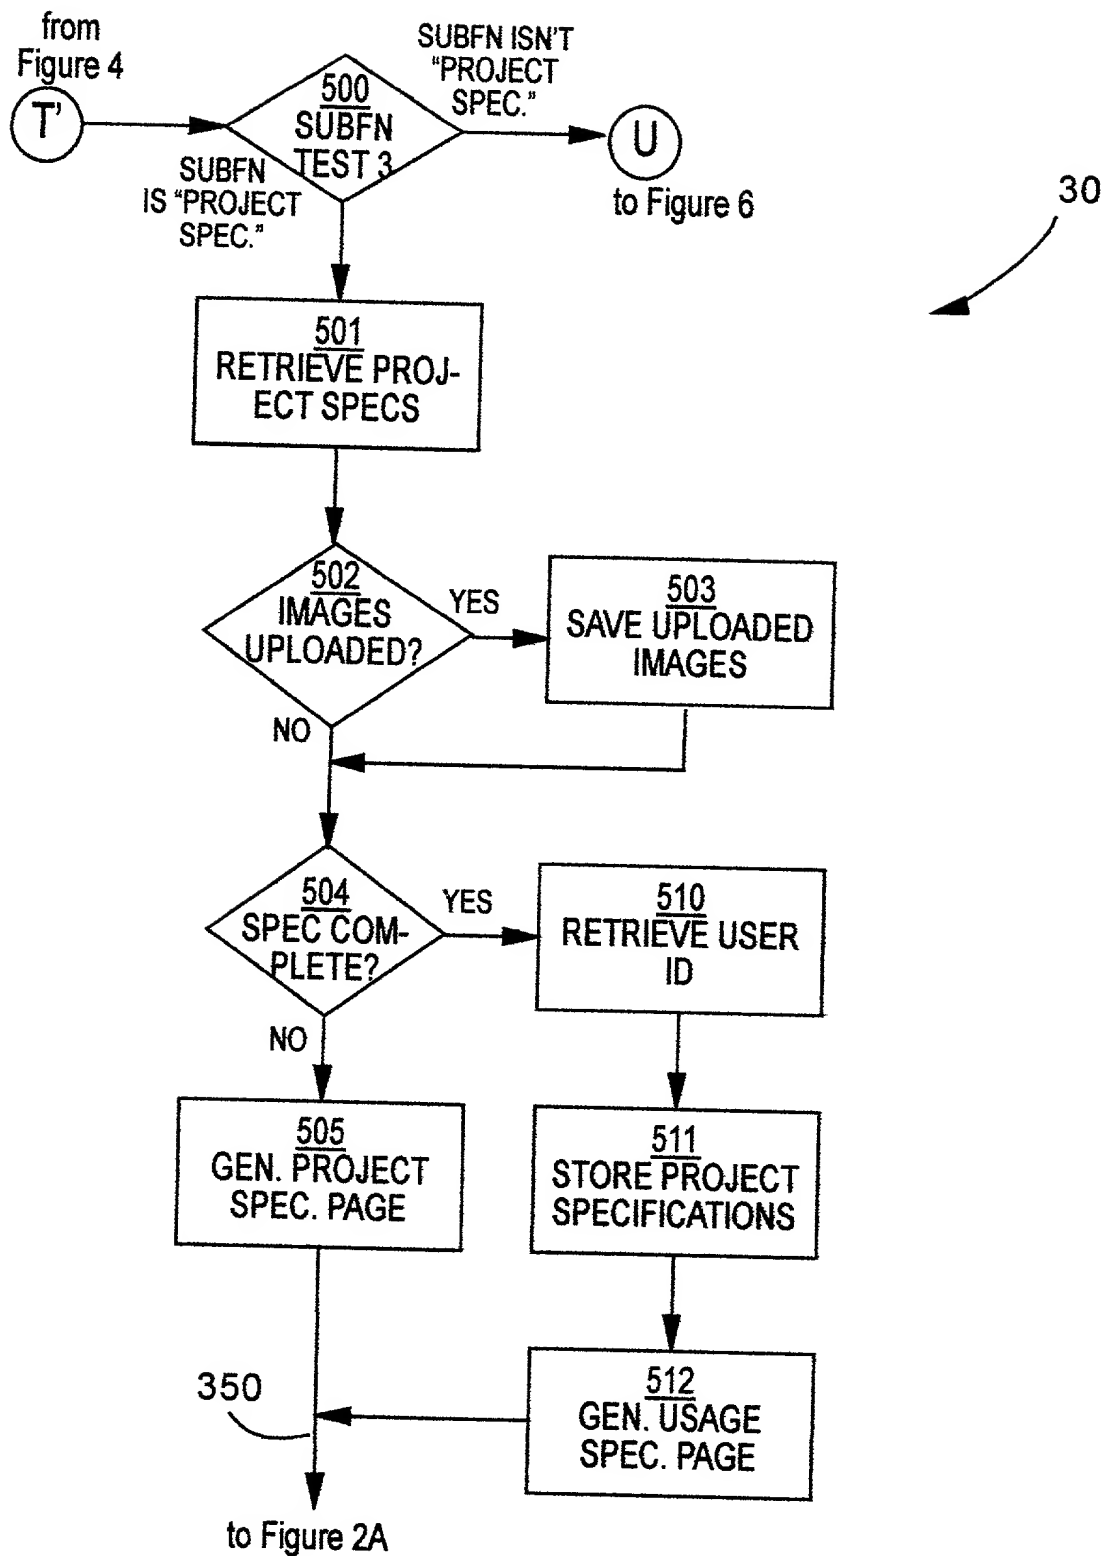 from
Figure 4
T'
500
SUBFN
TEST 3
SUBFN ISN'T
“PROJECT
SPEC.”
U
to Figure 6
SUBFN
IS “PROJECT
SPEC.”
30
501
RETRIEVE PROJ-
ECT SPECS
502
IMAGES
UPLOADED?
YES
503
SAVE UPLOADED
IMAGES
NO
504
SPEC COM-
PLETE?
YES
510
RETRIEVE USER
ID
NO
505
GEN. PROJECT
SPEC. PAGE
511
STORE PROJECT
SPECIFICATIONS
512
GEN. USAGE
SPEC. PAGE
350
to Figure 2A